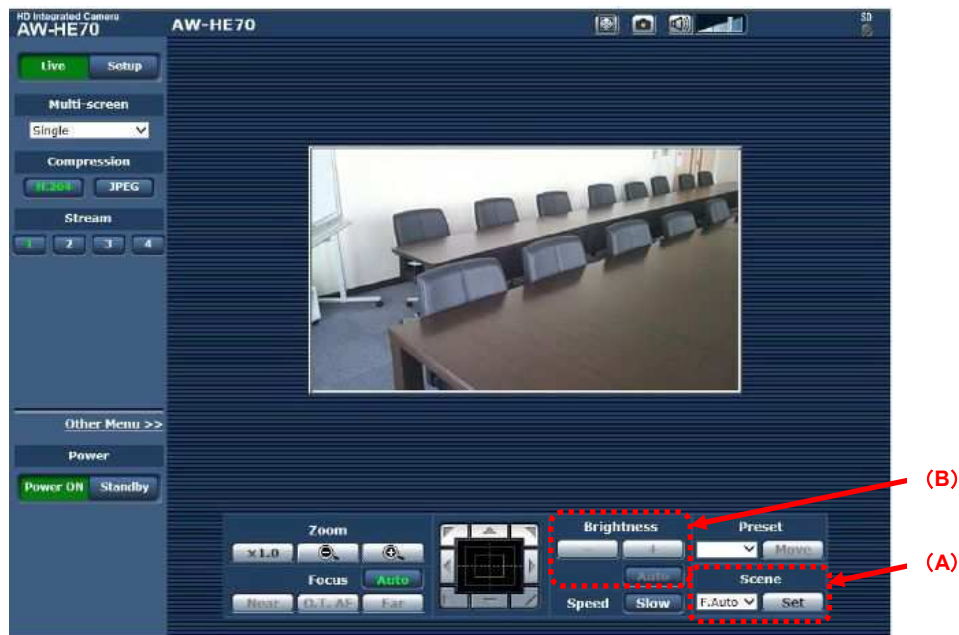 HD Integrated Camera
AW-HE70
AW-HE70
SD
Live Setup
Multi-screen
Single
Compression
H.264 JPEG
Stream
1 2 3 4
Other Menu >>
Power
Power ON Standby
Zoom
×1.0
Focus Auto
Near O.T. AF Far
Brightness
- +
Auto
Speed Slow
Preset
Move
Scene
F.Auto Set
(B)
(A)